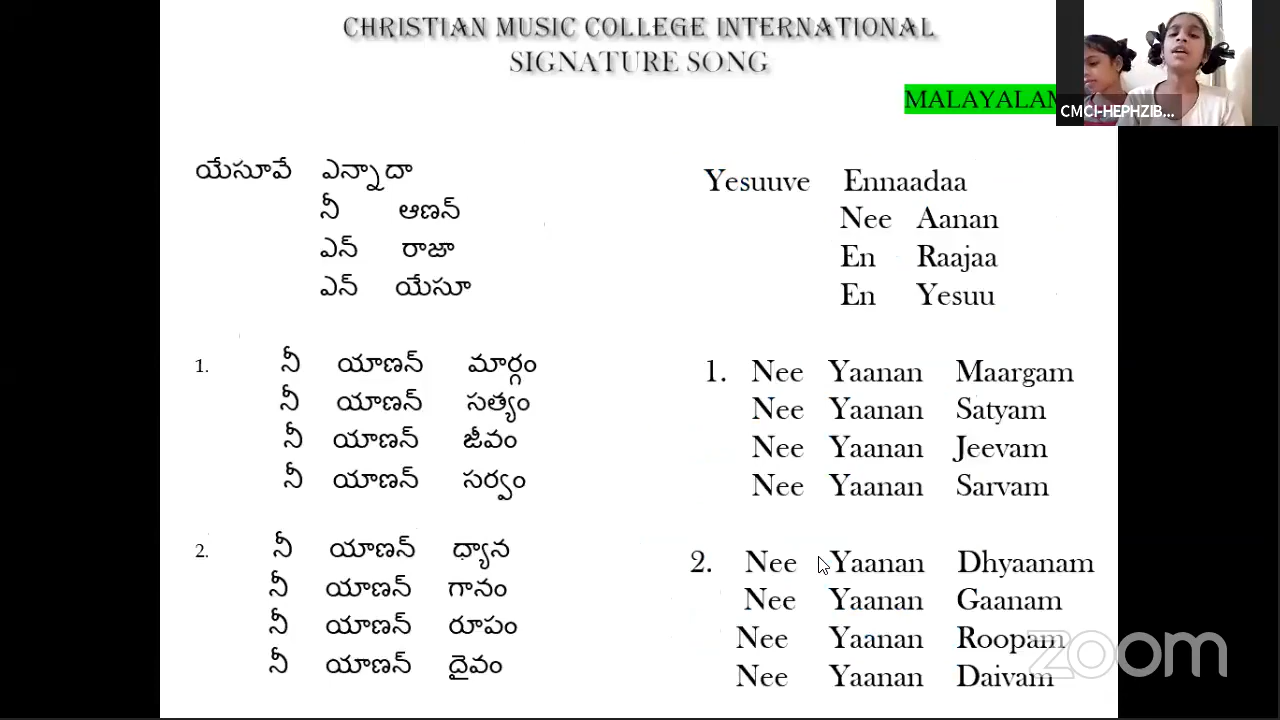 CHRISTIAN MUSIC COLLEGE INTERNATIONAL
SIGNATURE SONG
MALAYALAM
CMCI-HEPHZIB...
యేసూవే ఎన్నాదా
నీ ఆణన్
ఎన్ రాజా
ఎన్ యేసూ
1. నీ యాణన్ మార్గం
నీ యాణన్ సత్యం
నీ యాణన్ జీవం
నీ యాణన్ సర్వం
2. నీ యాణన్ ధ్యాన
నీ యాణన్ గానం
నీ యాణన్ రూపం
నీ యాణన్ దైవం
Yesuuve Ennaadaa
Nee Aanan
En Raajaa
En Yesuu
1. Nee Yaanan Maargam
Nee Yaanan Satyam
Nee Yaanan Jeevam
Nee Yaanan Sarvam
2. Nee Yaanan Dhyaanam
Nee Yaanan Gaanam
Nee Yaanan Roopam
Nee Yaanan Daivam
zoom